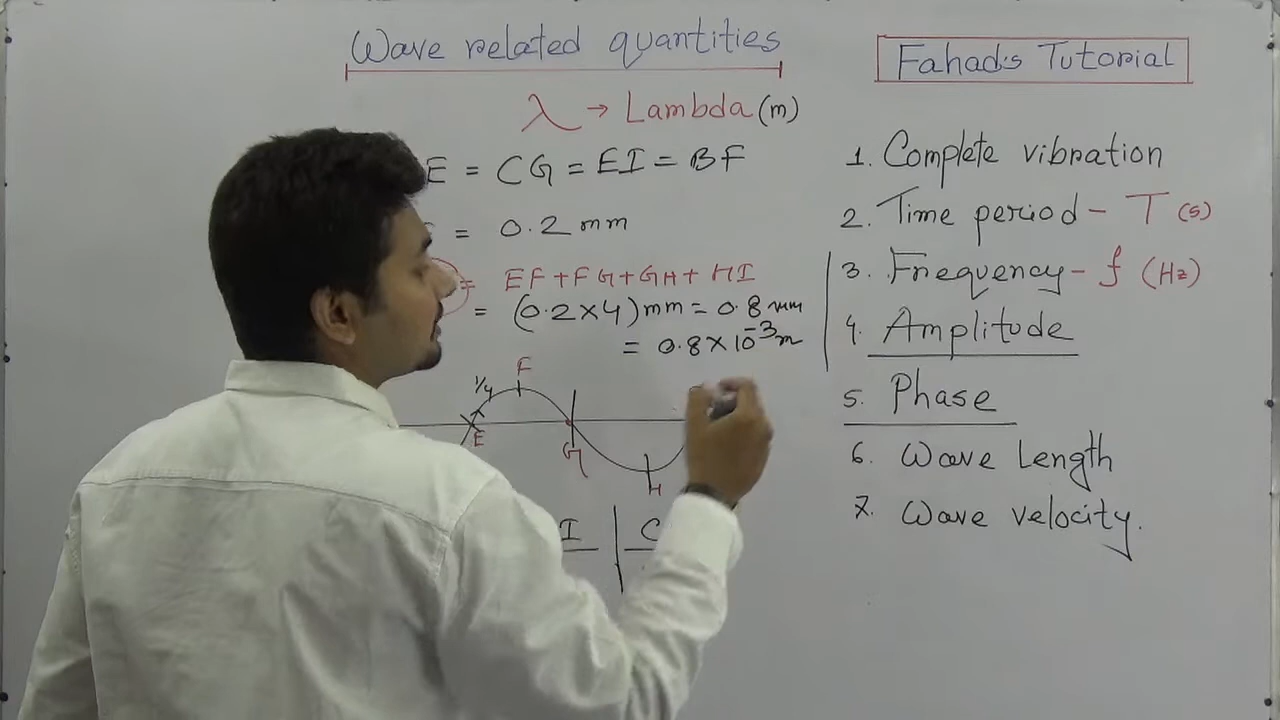 Wave related quantities
λ → Lambda (m)
E = CG = EI = BF
= 0.2 mm
= EF + FG + GH + HI
= (0.2 × 4) mm = 0.8 mm
= 0.8 × 10⁻³ m
1/4
F
E
G
H
I
C
Fahad's Tutorial
1. Complete vibration
2. Time period - T (s)
3. Frequency - f (Hz)
4. Amplitude
5. Phase
6. Wave Length
7. Wave velocity.